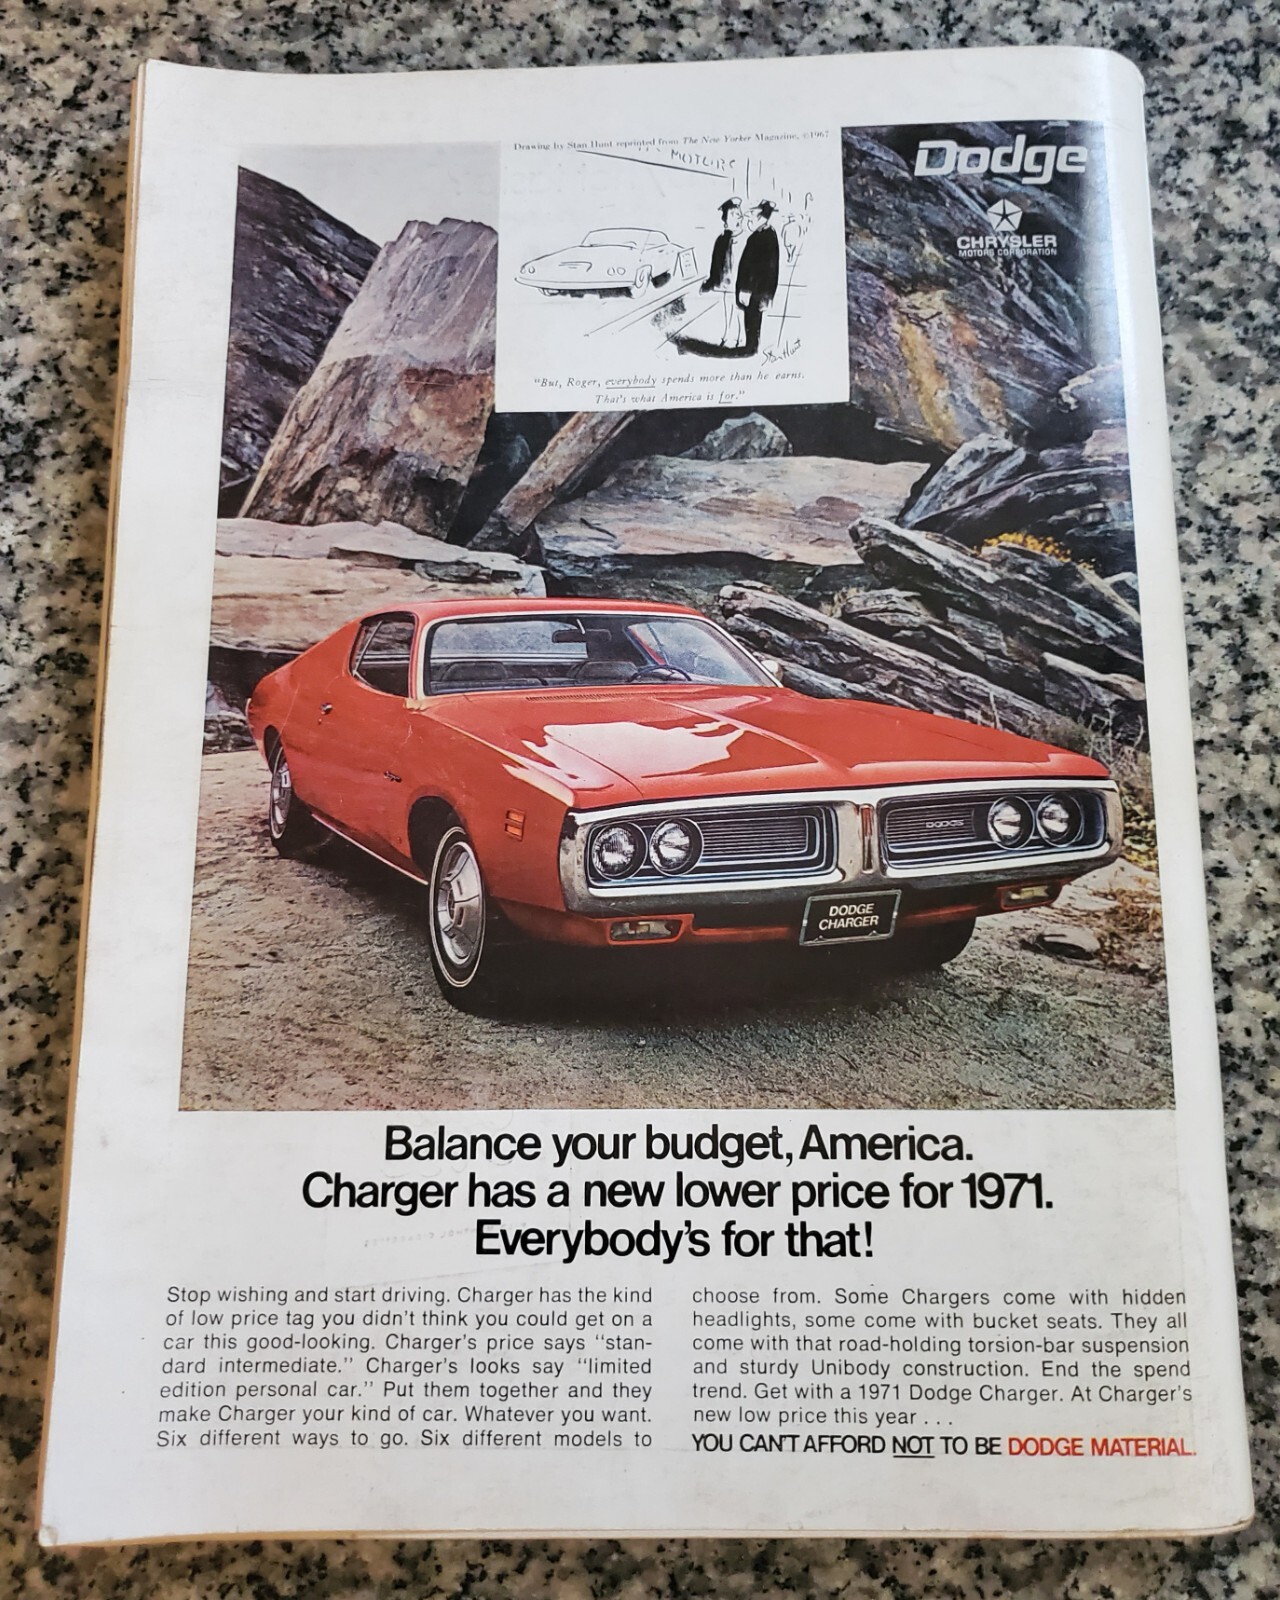 Drawing by Stan Hunt reprinted from The New Yorker Magazine, ©1967
MOTORS
Stan Hunt
"But, Roger, everybody spends more than he earns.
That's what America is for."
Dodge
CHRYSLER
MOTORS CORPORATION
DODGE
DODGE
CHARGER
Balance your budget, America.
Charger has a new lower price for 1971.
Everybody's for that!
Stop wishing and start driving. Charger has the kind
of low price tag you didn't think you could get on a
car this good-looking. Charger's price says "stan-
dard intermediate." Charger's looks say "limited
edition personal car." Put them together and they
make Charger your kind of car. Whatever you want.
Six different ways to go. Six different models to
choose from. Some Chargers come with hidden
headlights, some come with bucket seats. They all
come with that road-holding torsion-bar suspension
and sturdy Unibody construction. End the spend
trend. Get with a 1971 Dodge Charger. At Charger's
new low price this year . . .
YOU CAN'T AFFORD NOT TO BE DODGE MATERIAL.